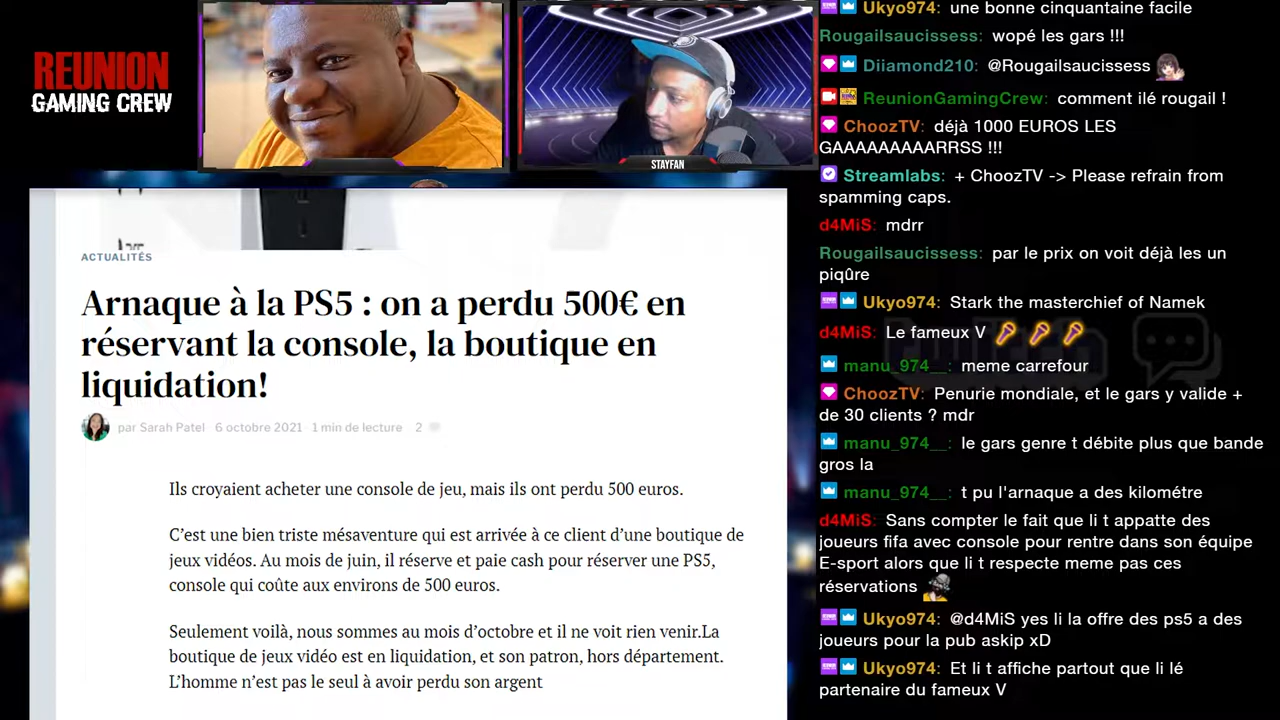 REUNION
GAMING CREW
STAYFAN
ACTUALITÉS
Arnaque à la PS5 : on a perdu 500€ en
réservant la console, la boutique en
liquidation!
par Sarah Patel 6 octobre 2021 1 min de lecture 2
Ils croyaient acheter une console de jeu, mais ils ont perdu 500 euros.
C’est une bien triste mésaventure qui est arrivée à ce client d’une boutique de
jeux vidéos. Au mois de juin, il réserve et paie cash pour réserver une PS5,
console qui coûte aux environs de 500 euros.
Seulement voilà, nous sommes au mois d’octobre et il ne voit rien venir.La
boutique de jeux vidéo est en liquidation, et son patron, hors département.
L’homme n’est pas le seul à avoir perdu son argent
Ukyo974: une bonne cinquantaine facile
Rougailsaucissess: wopé les gars !!!
Diiamond210: @Rougailsaucissess
ReunionGamingCrew: comment ilé rougail !
ChoozTV: déjà 1000 EUROS LES
GAAAAAAAAARRSS !!!
Streamlabs: + ChoozTV -> Please refrain from
spamming caps.
d4MiS: mdrr
Rougailsaucissess: par le prix on voit déjà les un
piqûre
Ukyo974: Stark the masterchief of Namek
d4MiS: Le fameux V
manu_974__: meme carrefour
ChoozTV: Penurie mondiale, et le gars y valide +
de 30 clients ? mdr
manu_974__: le gars genre t débite plus que bande
gros la
manu_974__: t pu l'arnaque a des kilométre
d4MiS: Sans compter le fait que li t appatte des
joueurs fifa avec console pour rentre dans son équipe
E-sport alors que li t respecte meme pas ces
réservations
Ukyo974: @d4MiS yes li la offre des ps5 a des
joueurs pour la pub askip xD
Ukyo974: Et li t affiche partout que li lé
partenaire du fameux V